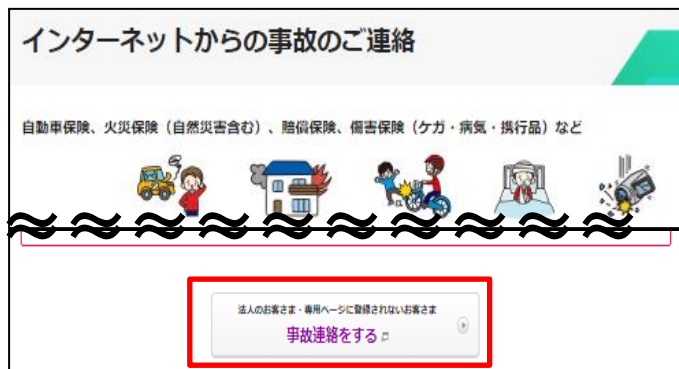 インターネットからの事故のご連絡
自動車保険、火災保険（自然災害含む）、賠償保険、傷害保険（ケガ・病気・携行品）など
法人のお客さま・専用ページに登録されないお客さま
事故連絡をする